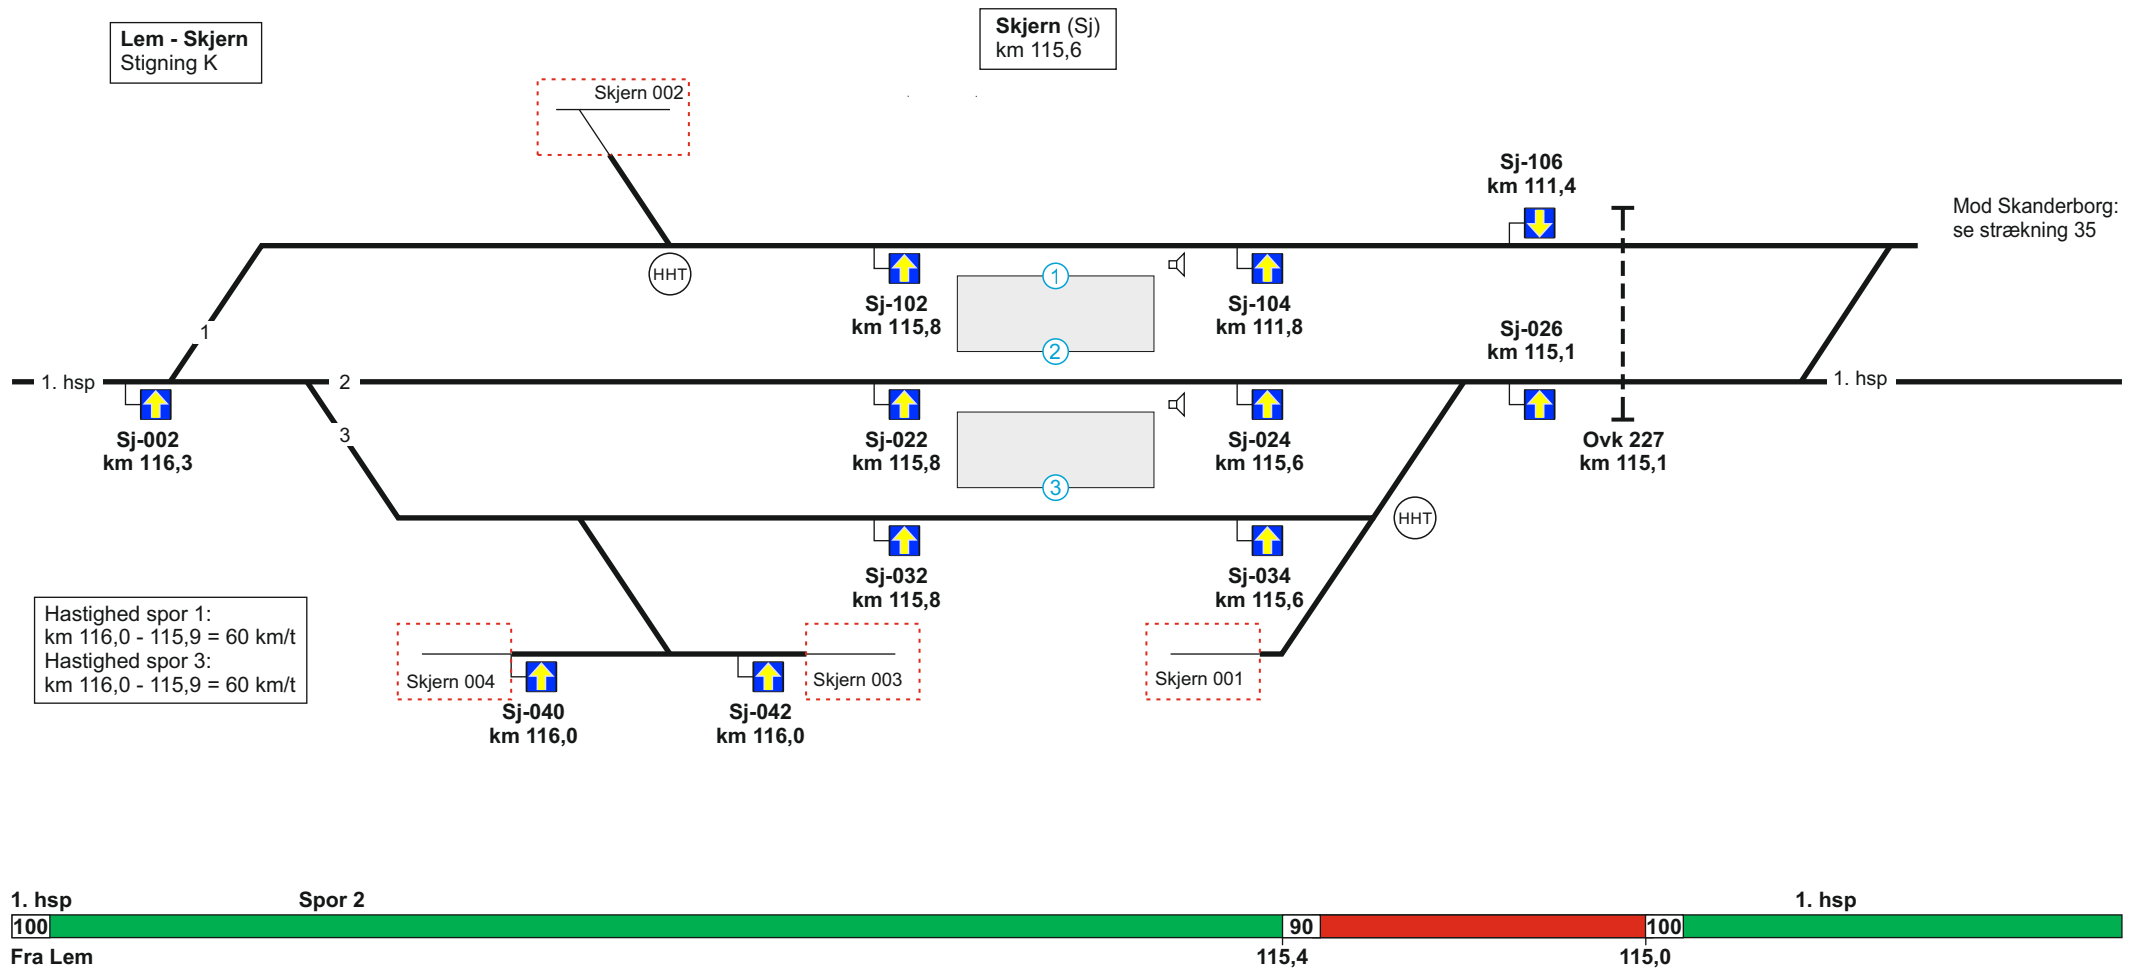 Lem - Skjern
Stigning K
Skjern (Sj)
km 115,6
Skjern 002
Sj-106
km 111,4
Mod Skanderborg:
se strækning 35
HHT
1
Sj-102
km 115,8
Sj-104
km 111,8
1
2
Sj-026
km 115,1
1. hsp
2
1. hsp
3
Sj-002
km 116,3
Sj-022
km 115,8
Sj-024
km 115,6
Ovk 227
km 115,1
3
HHT
Sj-032
km 115,8
Sj-034
km 115,6
Hastighed spor 1:
km 116,0 - 115,9 = 60 km/t
Hastighed spor 3:
km 116,0 - 115,9 = 60 km/t
Skjern 004
Skjern 003
Skjern 001
Sj-040
km 116,0
Sj-042
km 116,0
1. hsp
Spor 2
1. hsp
100
90
100
Fra Lem
115,4
115,0